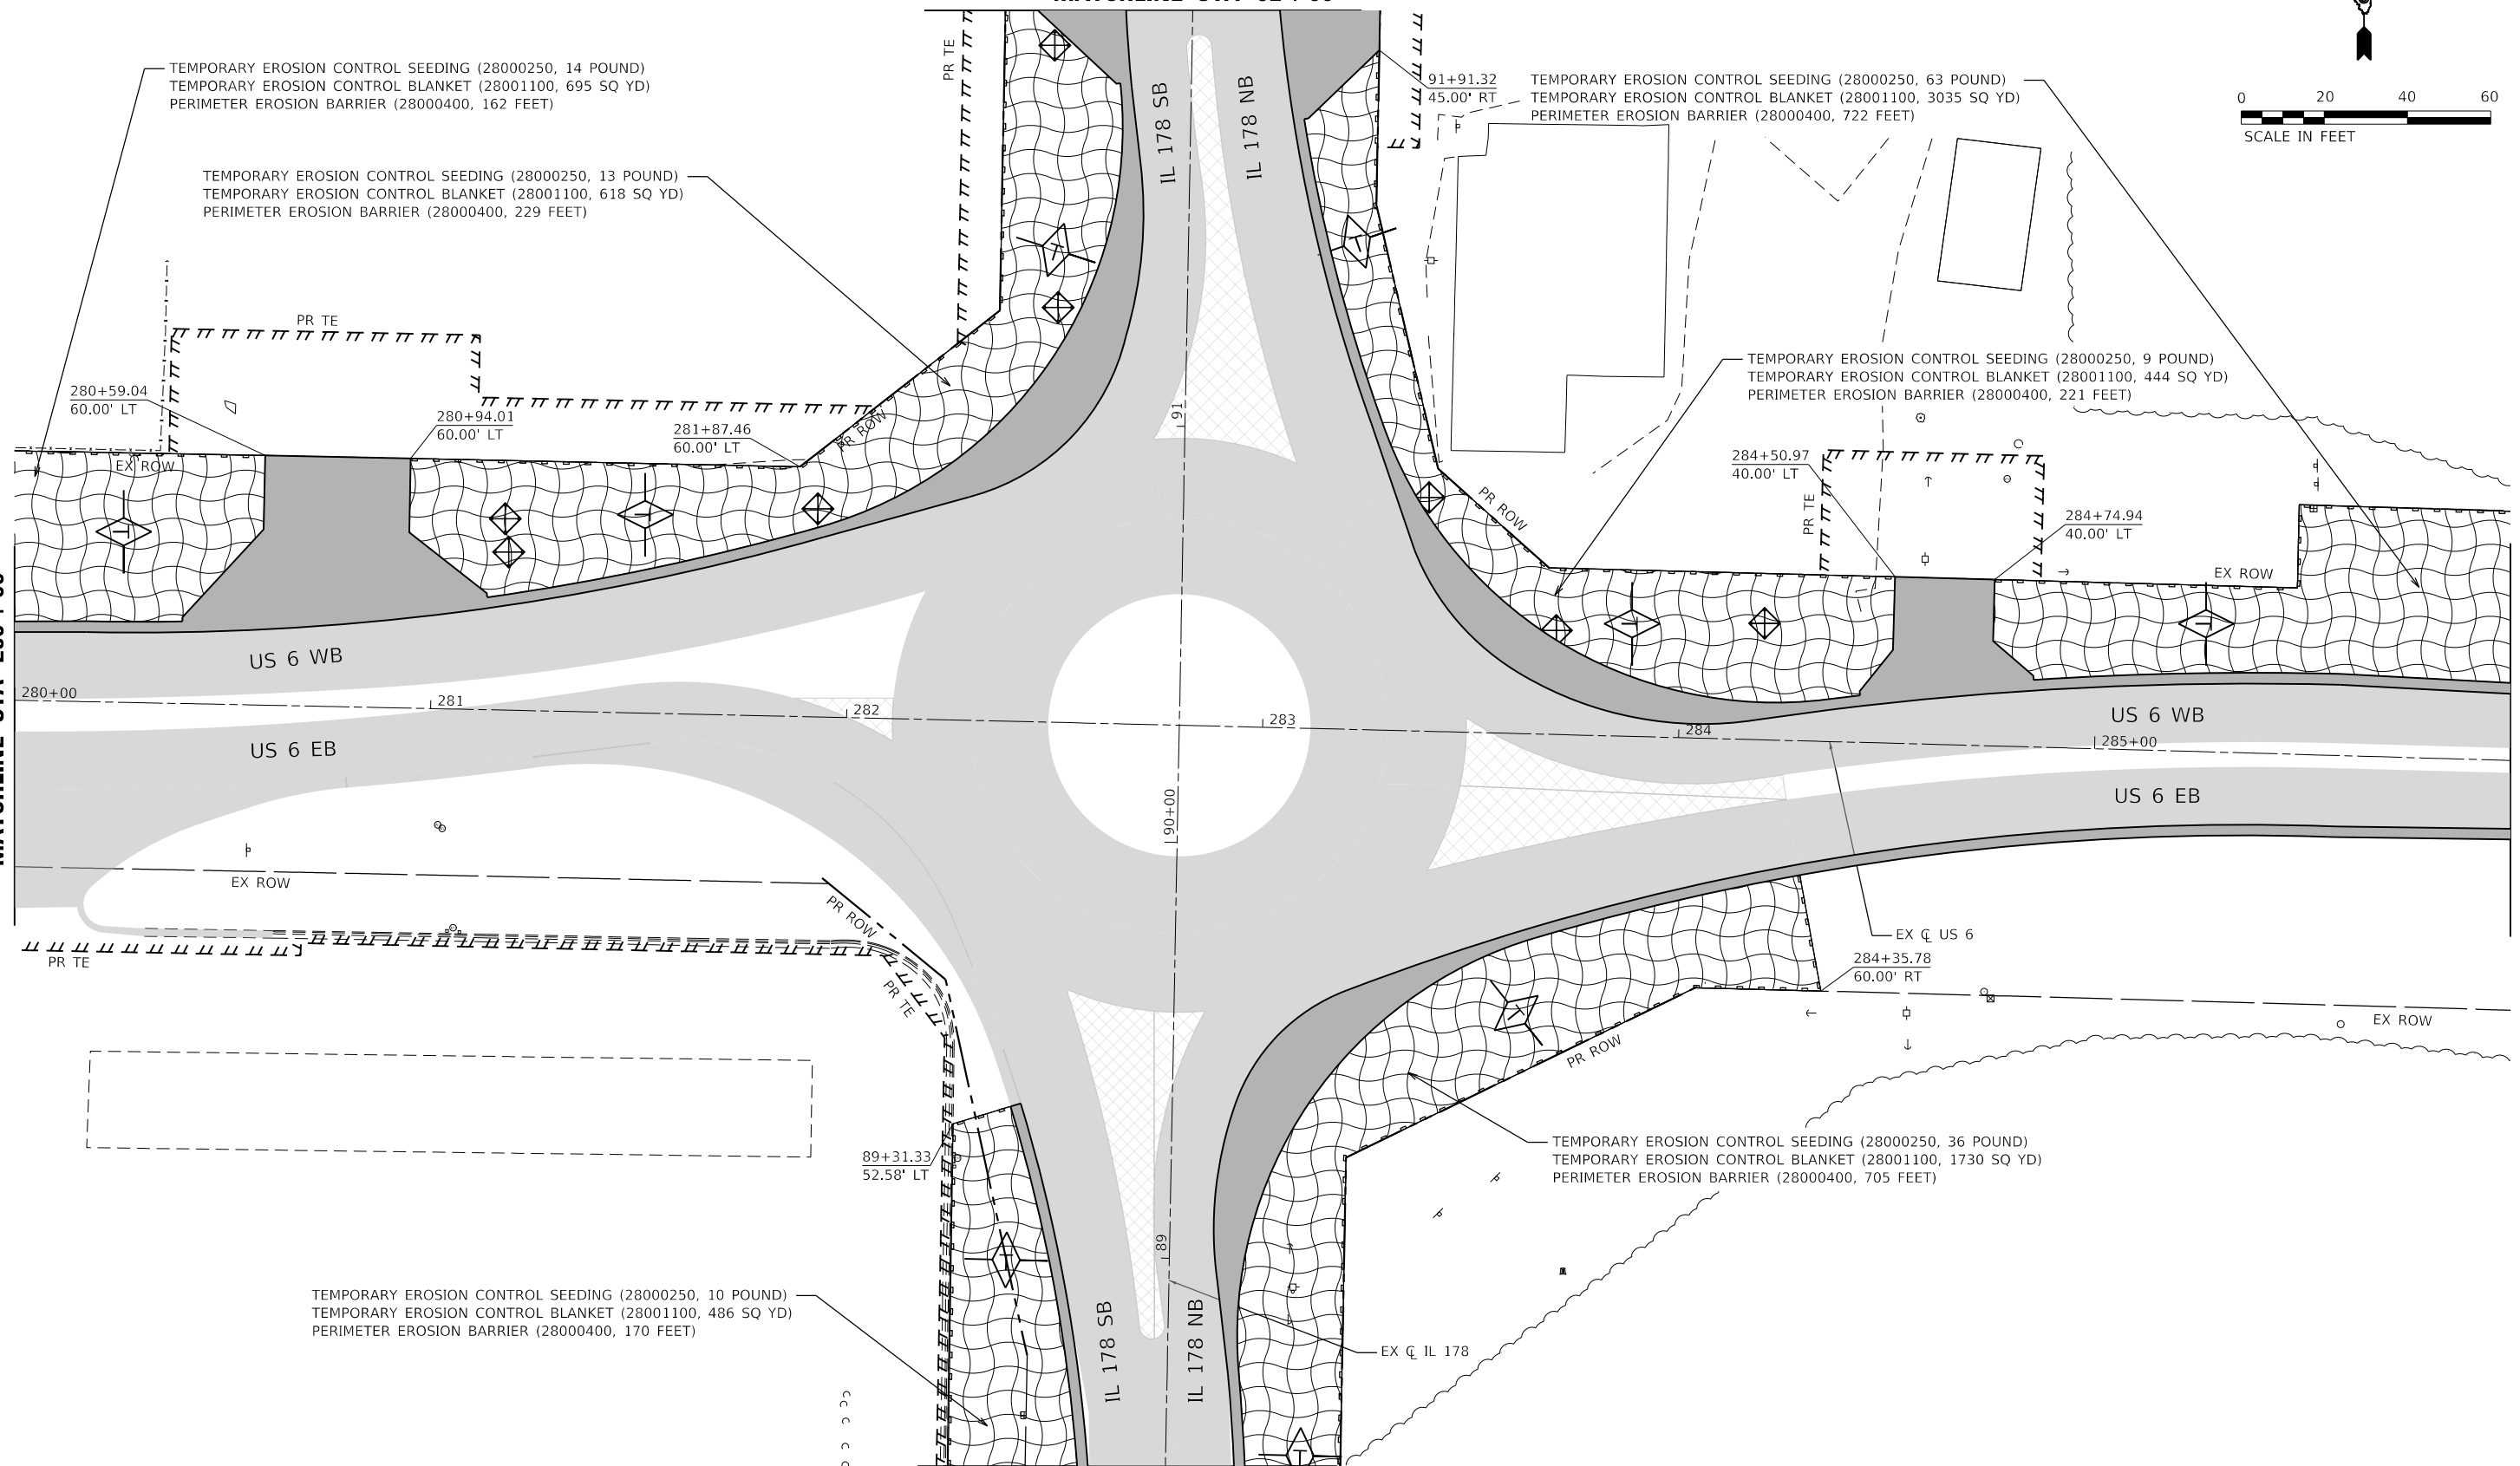 TEMPORARY EROSION CONTROL SEEDING (28000250, 14 POUND)
TEMPORARY EROSION CONTROL BLANKET (28001100, 695 SQ YD)
PERIMETER EROSION BARRIER (28000400, 162 FEET)
PR TE
IL 178 SB
IL 178 NB
91+91.32
45.00' RT
TEMPORARY EROSION CONTROL SEEDING (28000250, 63 POUND)
TEMPORARY EROSION CONTROL BLANKET (28001100, 3035 SQ YD)
PERIMETER EROSION BARRIER (28000400, 722 FEET)
0 20 40 60
SCALE IN FEET
TEMPORARY EROSION CONTROL SEEDING (28000250, 13 POUND)
TEMPORARY EROSION CONTROL BLANKET (28001100, 618 SQ YD)
PERIMETER EROSION BARRIER (28000400, 229 FEET)
T
T
PR TE
280+59.04
60.00' LT
280+94.01
60.00' LT
281+87.46
60.00' LT
PR ROW
91
TEMPORARY EROSION CONTROL SEEDING (28000250, 9 POUND)
TEMPORARY EROSION CONTROL BLANKET (28001100, 444 SQ YD)
PERIMETER EROSION BARRIER (28000400, 221 FEET)
EX ROW
284+50.97
40.00' LT
PR TE
PR ROW
284+74.94
40.00' LT
EX ROW
T
T
T
T
US 6 WB
280+00
281
282
283
284
285+00
US 6 WB
US 6 EB
US 6 EB
90+00
EX ROW
PR ROW
PR TE
PR TE
EX CL US 6
284+35.78
60.00' RT
EX ROW
T
PR ROW
89+31.33
52.58' LT
TEMPORARY EROSION CONTROL SEEDING (28000250, 36 POUND)
TEMPORARY EROSION CONTROL BLANKET (28001100, 1730 SQ YD)
PERIMETER EROSION BARRIER (28000400, 705 FEET)
89
T
TEMPORARY EROSION CONTROL SEEDING (28000250, 10 POUND)
TEMPORARY EROSION CONTROL BLANKET (28001100, 486 SQ YD)
PERIMETER EROSION BARRIER (28000400, 170 FEET)
IL 178 SB
IL 178 NB
EX CL IL 178
T